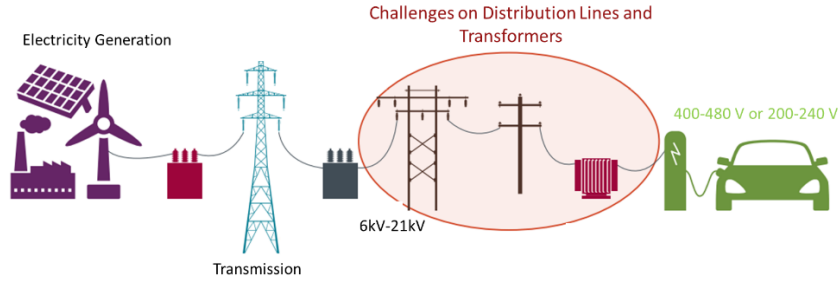 Challenges on Distribution Lines and
Transformers
Electricity Generation
400-480 V or 200-240 V
6kV-21kV
Transmission